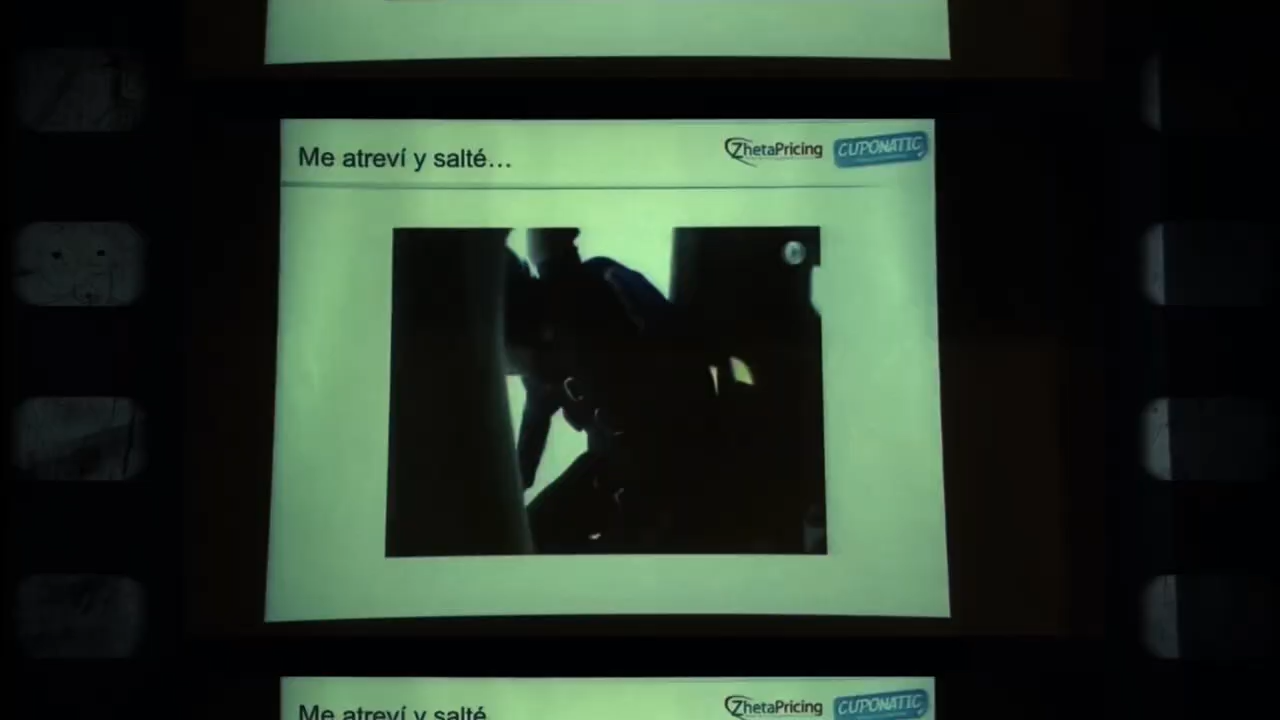 Me atreví y salté...
ZhetaPricing
CUPONATIC
Me atreví y salté
ZhetaPricing
CUPONATIC